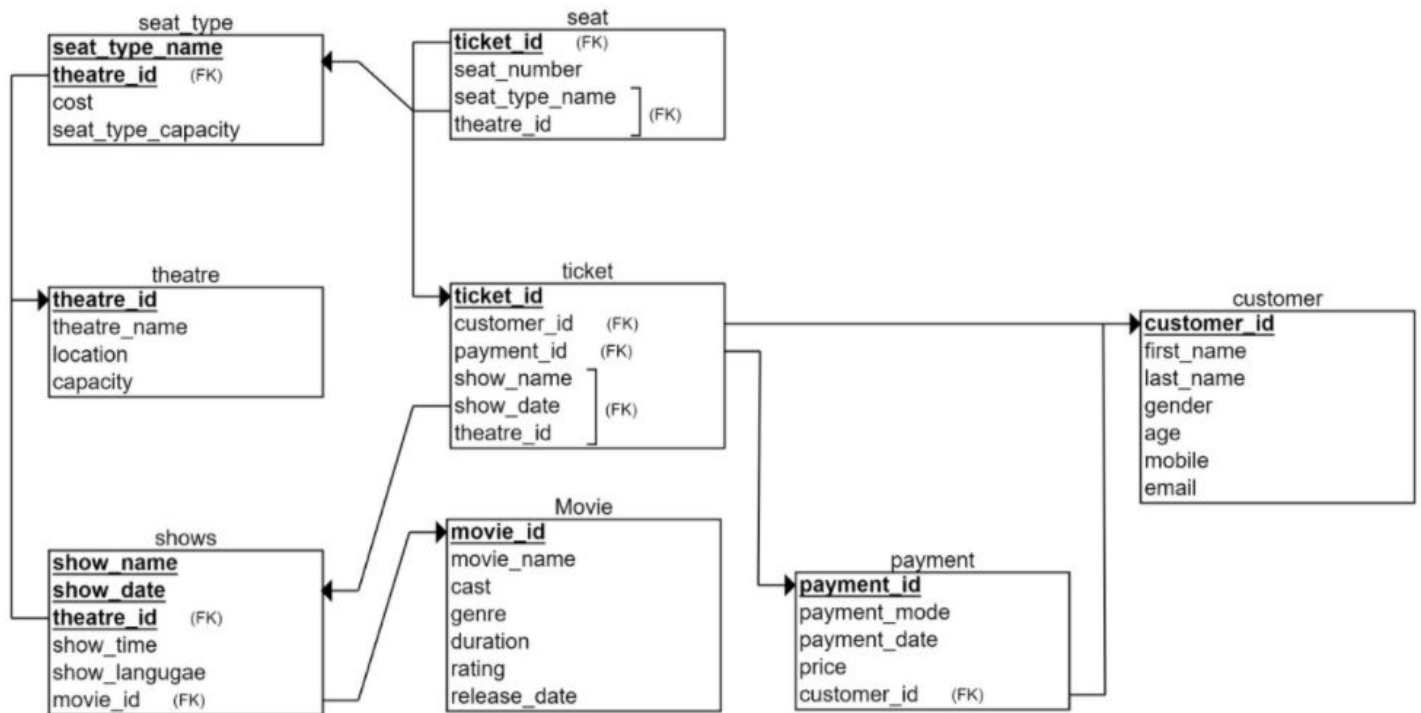 seat_type
seat_type_name
theatre_id (FK)
cost
seat_type_capacity
seat
ticket_id (FK)
seat_number
seat_type_name
theatre_id
(FK)
theatre
theatre_id
theatre_name
location
capacity
ticket
ticket_id
customer_id (FK)
payment_id (FK)
show_name
show_date
theatre_id
(FK)
customer
customer_id
first_name
last_name
gender
age
mobile
email
shows
show_name
show_date
theatre_id (FK)
show_time
show_langugae
movie_id (FK)
Movie
movie_id
movie_name
cast
genre
duration
rating
release_date
payment
payment_id
payment_mode
payment_date
price
customer_id (FK)